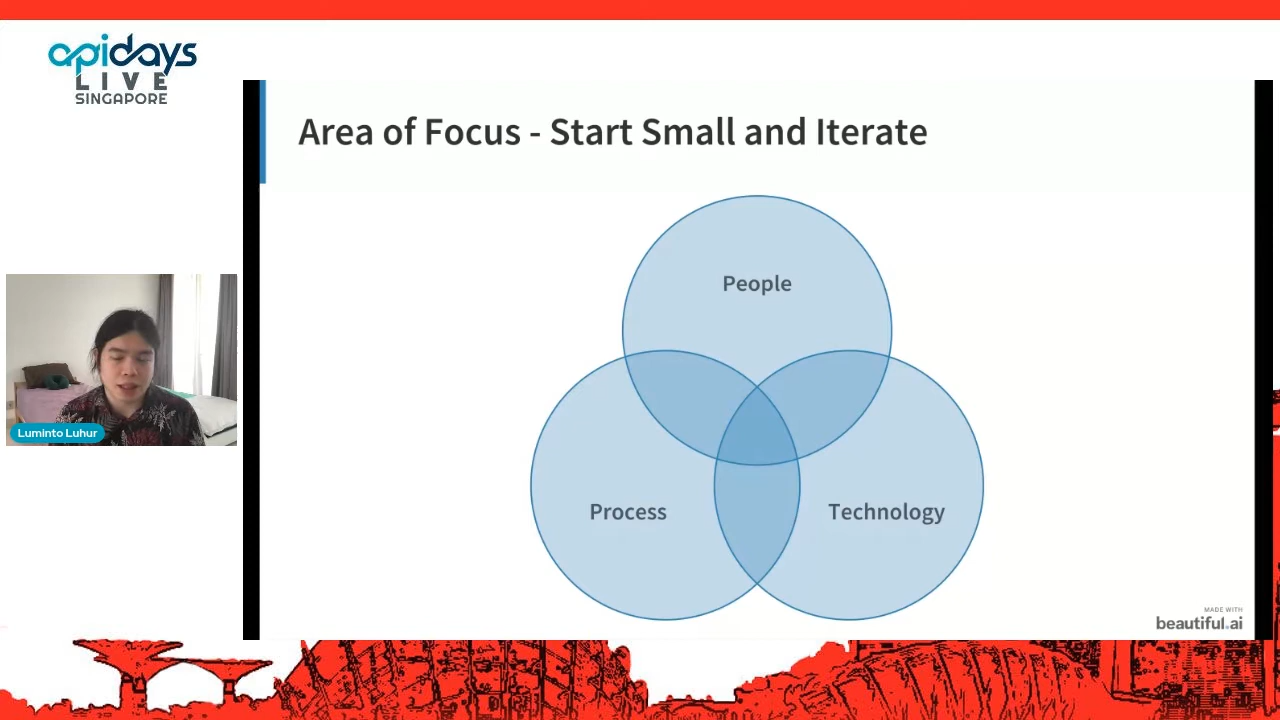 apidays
LIVE
SINGAPORE
Area of Focus - Start Small and Iterate
People
Process
Technology
Luminto Luhur
MADE WITH
beautiful.ai